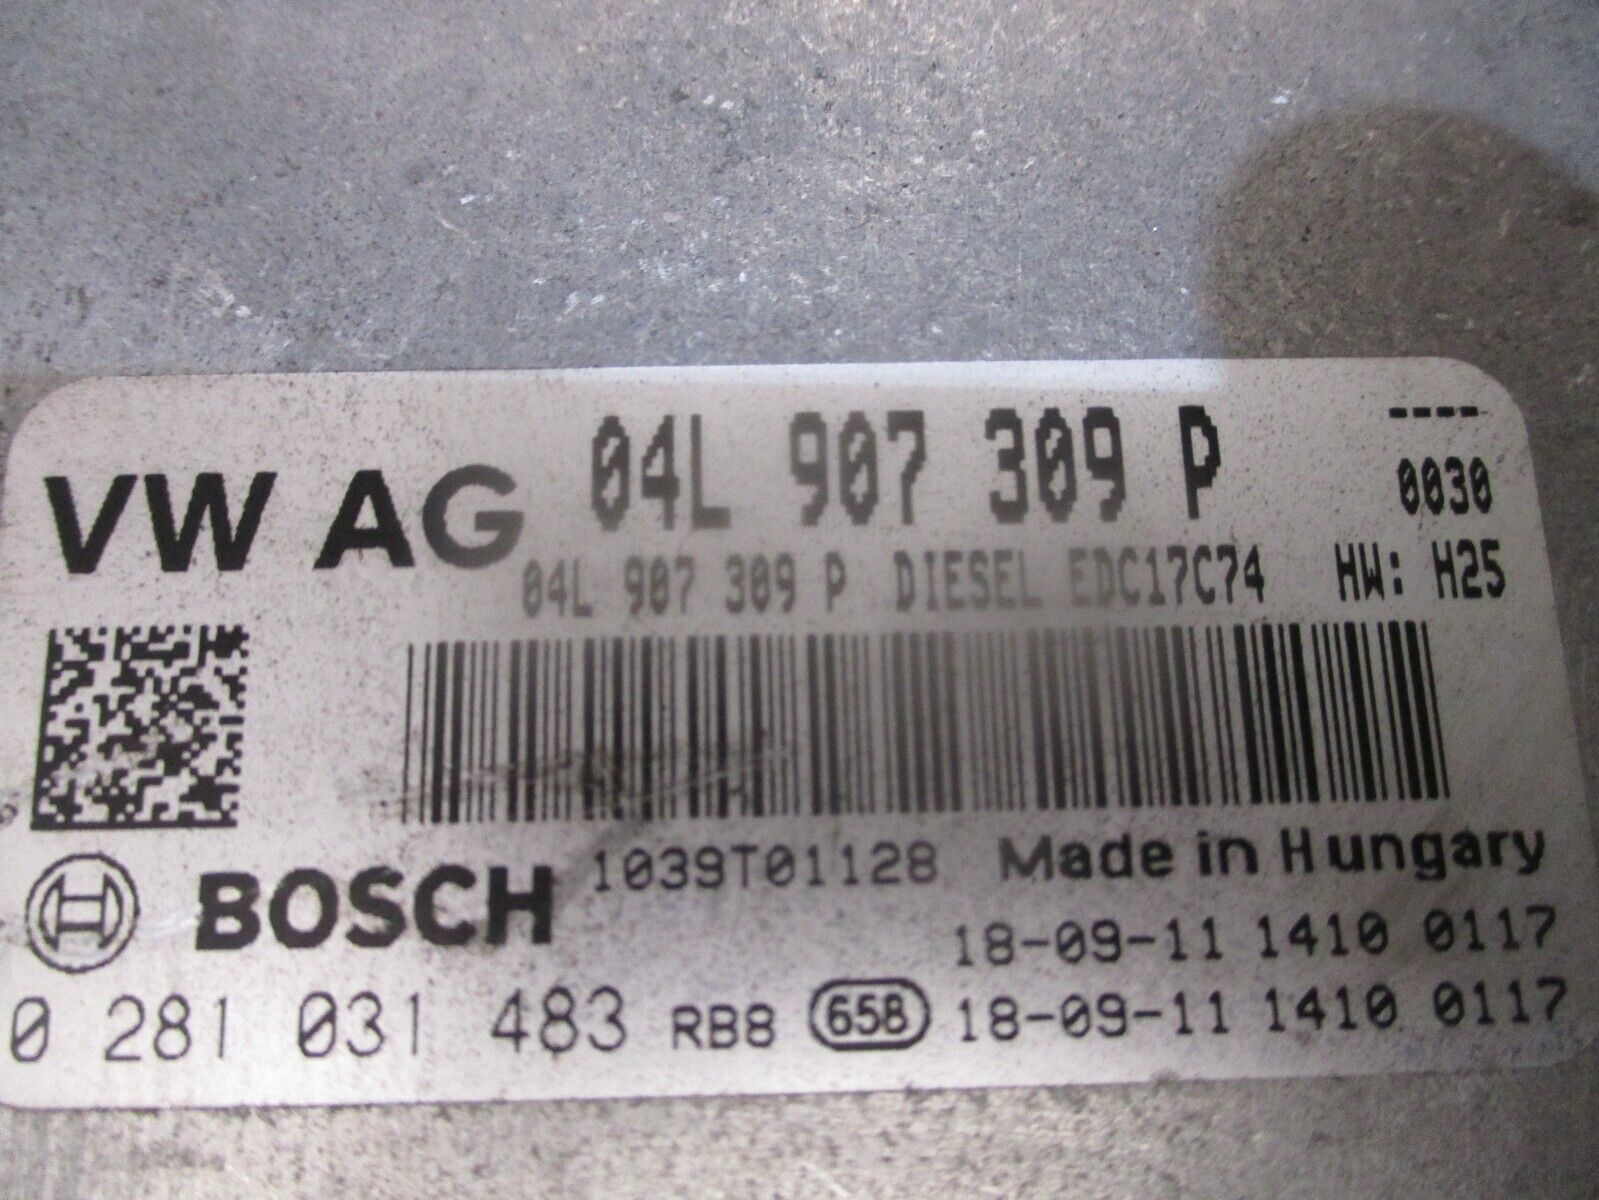 04L 907 309 P ----
VW AG 0030
04L 907 309 P DIESEL EDC17C74 HW: H25
BOSCH 1039T01128 Made in Hungary
18-09-11 1410 0117
0 281 031 483 RB8 658 18-09-11 1410 0117